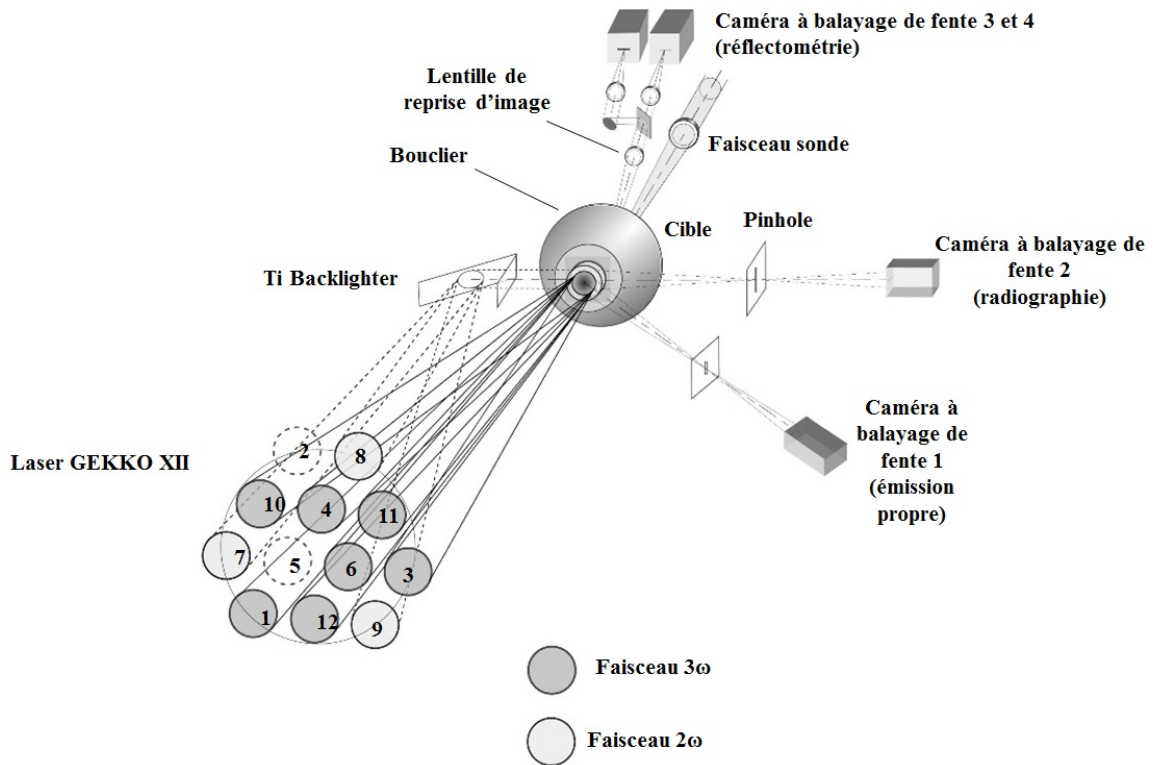 Caméra à balayage de fente 3 et 4
(réflectométrie)
Lentille de
reprise d'image
Faisceau sonde
Bouclier
Cible
Pinhole
Caméra à balayage de
fente 2
(radiographie)
Ti Backlighter
Caméra à
balayage de
fente 1
(émission
propre)
Laser GEKKO XII
2
8
10
4
11
7
5
6
3
1
12
9
Faisceau 3ω
Faisceau 2ω